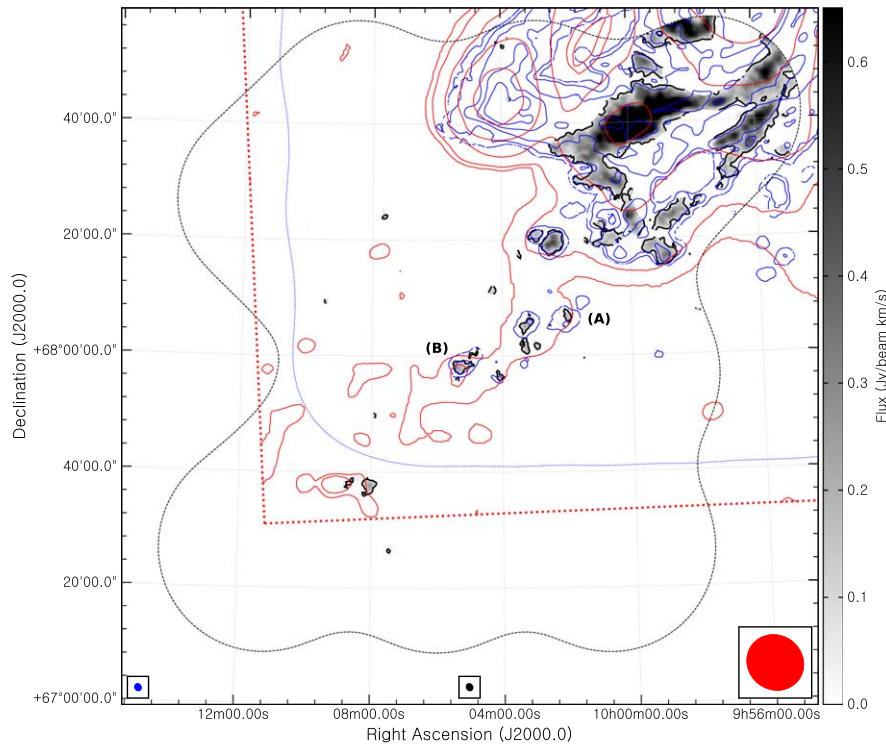 40'00.0"
20'00.0"
+68°00'00.0"
40'00.0"
20'00.0"
+67°00'00.0"
Declination (J2000.0)
(A)
(B)
12m00.00s
08m00.00s
04m00.00s
10h00m00.00s
9h56m00.00s
Right Ascension (J2000.0)
0.6
0.5
0.4
0.3
0.2
0.1
0.0
Flux (Jy/beam km/s)